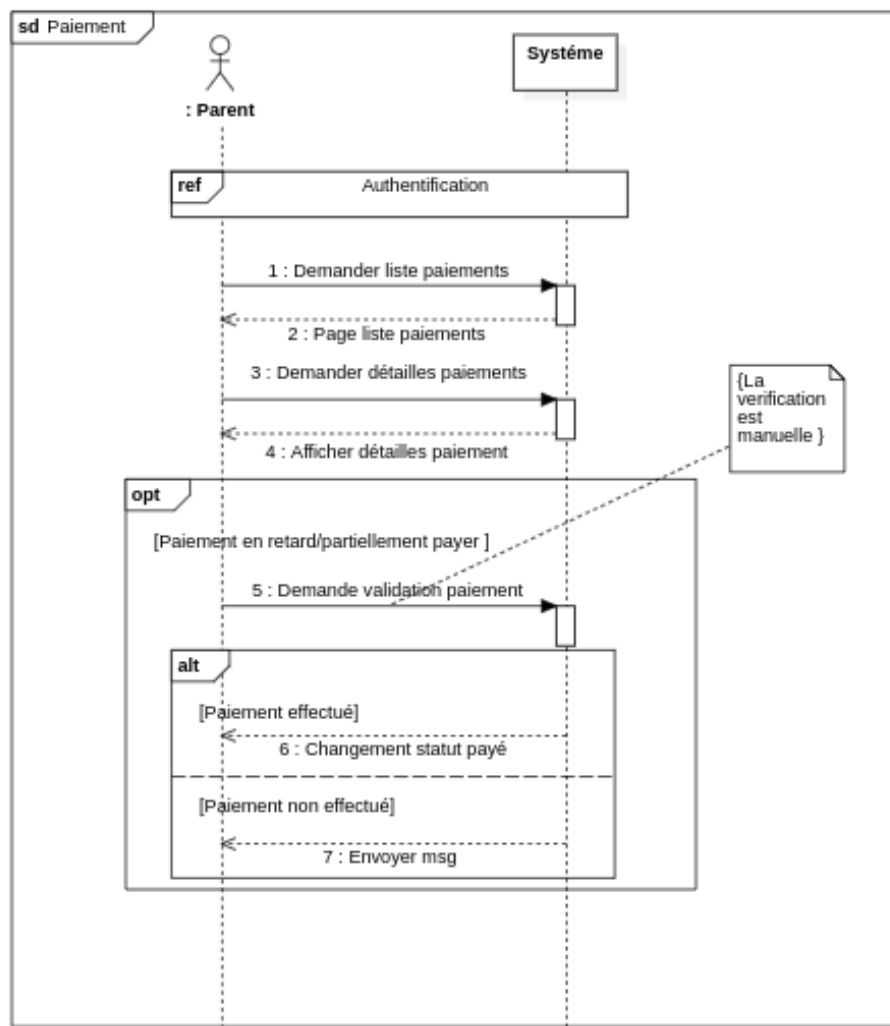 sd Paiement
Systéme
: Parent
ref
Authentification
1 : Demander liste paiements
2 : Page liste paiements
3 : Demander détailles paiements
{La
verification
est
manuelle }
4 : Afficher détailles paiement
opt
[Paiement en retard/partiellement payer ]
5 : Demande validation paiement
alt
[Paiement effectué]
6 : Changement statut payé
[Paiement non effectué]
7 : Envoyer msg